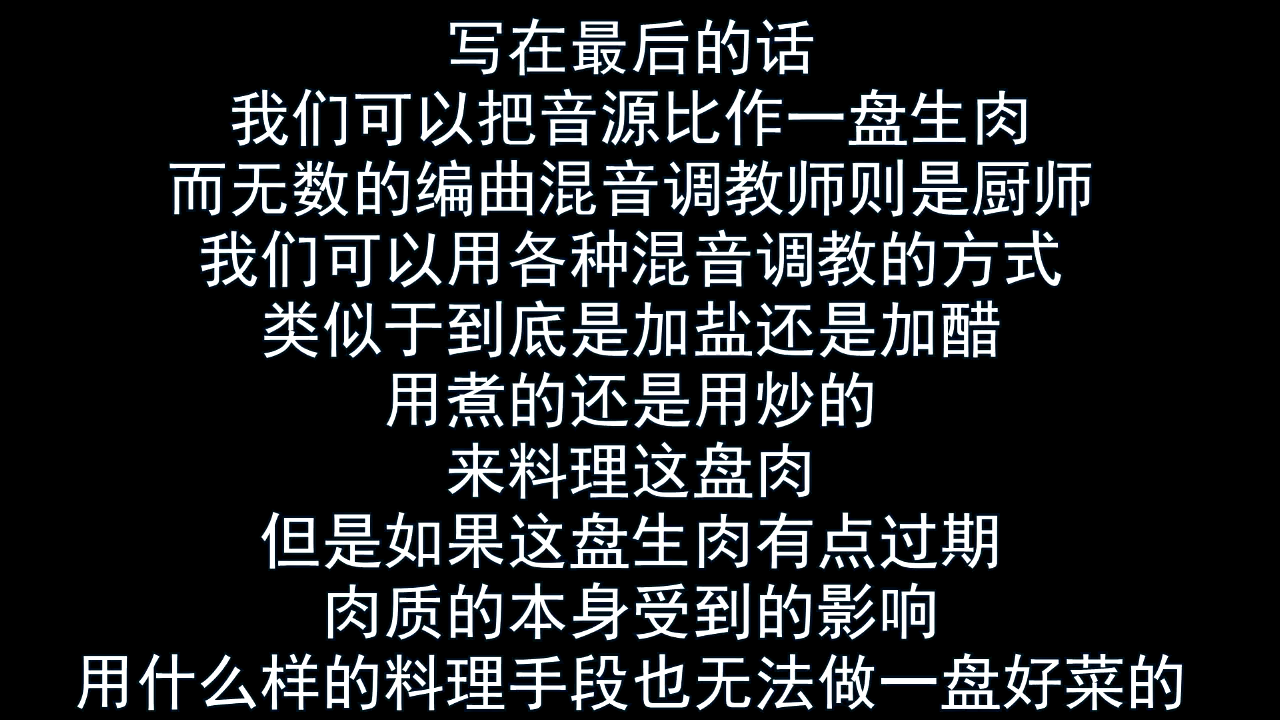 写在最后的话
我们可以把音源比作一盘生肉
而无数的编曲混音调教师则是厨师
我们可以用各种混音调教的方式
类似于到底是加盐还是加醋
用煮的还是用炒的
来料理这盘肉
但是如果这盘生肉有点过期
肉质的本身受到的影响
用什么样的料理手段也无法做一盘好菜的